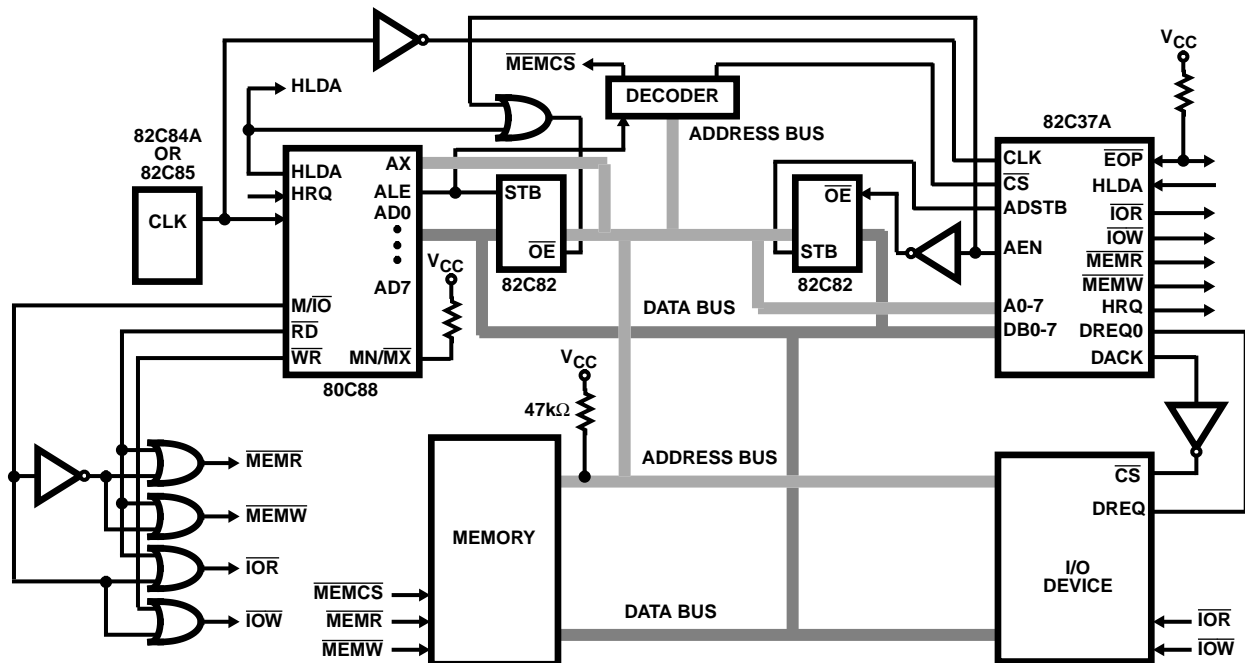 V̅CC
MEMCS
HLDA
DECODER
82C84A
OR
82C85
ADDRESS BUS
82C37A
CLK
HLDA
HRQ
AX
ALE
AD0
AD7
M/IO
RD
WR
MN/MX
80C88
VCC
STB
OE
82C82
OE
STB
82C82
CLK
CS
ADSTB
AEN
A0-7
DB0-7
EOP
HLDA
IOR
IOW
MEMR
MEMW
HRQ
DREQ0
DACK
DATA BUS
VCC
47kΩ
MEMR
MEMW
IOR
IOW
ADDRESS BUS
MEMORY
MEMCS
MEMR
MEMW
DATA BUS
CS
DREQ
I/O
DEVICE
IOR
IOW